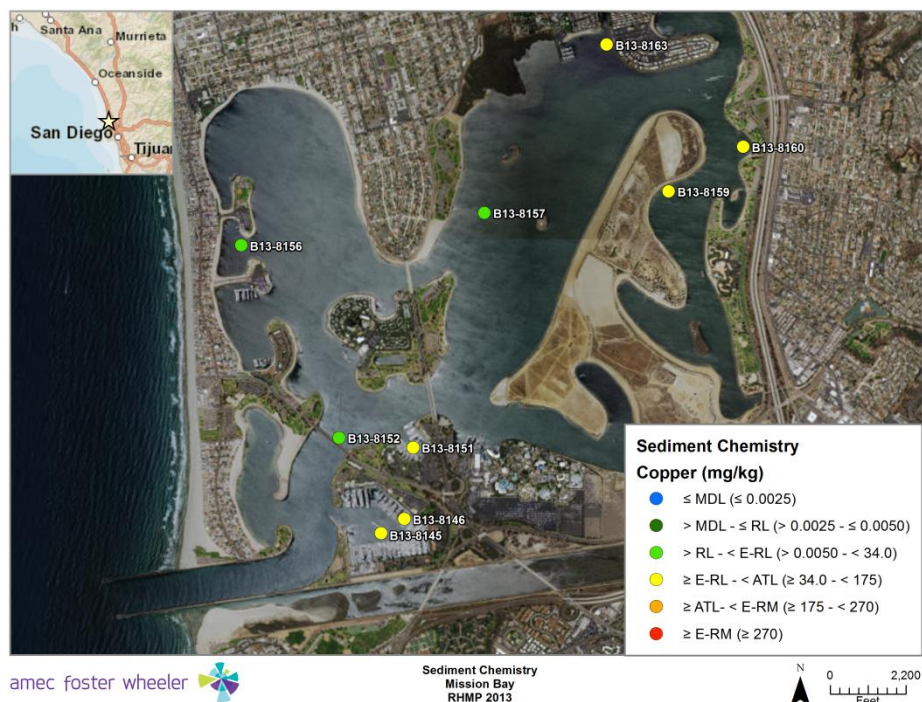 h
Santa Ana
Murrieta
Oceanside
San Diego
Tijuar
B13-8163
B13-8160
B13-8159
B13-8157
B13-8156
B13-8152
B13-8151
B13-8146
B13-8145
Sediment Chemistry
Copper (mg/kg)
≤ MDL (≤ 0.0025)
> MDL - ≤ RL (> 0.0025 - ≤ 0.0050)
> RL - < E-RL (> 0.0050 - < 34.0)
≥ E-RL - < ATL (≥ 34.0 - < 175)
≥ ATL- < E-RM (≥ 175 - < 270)
≥ E-RM (≥ 270)
amec foster wheeler
Sediment Chemistry
Mission Bay
RHMP 2013
N
0 2,200
Feet